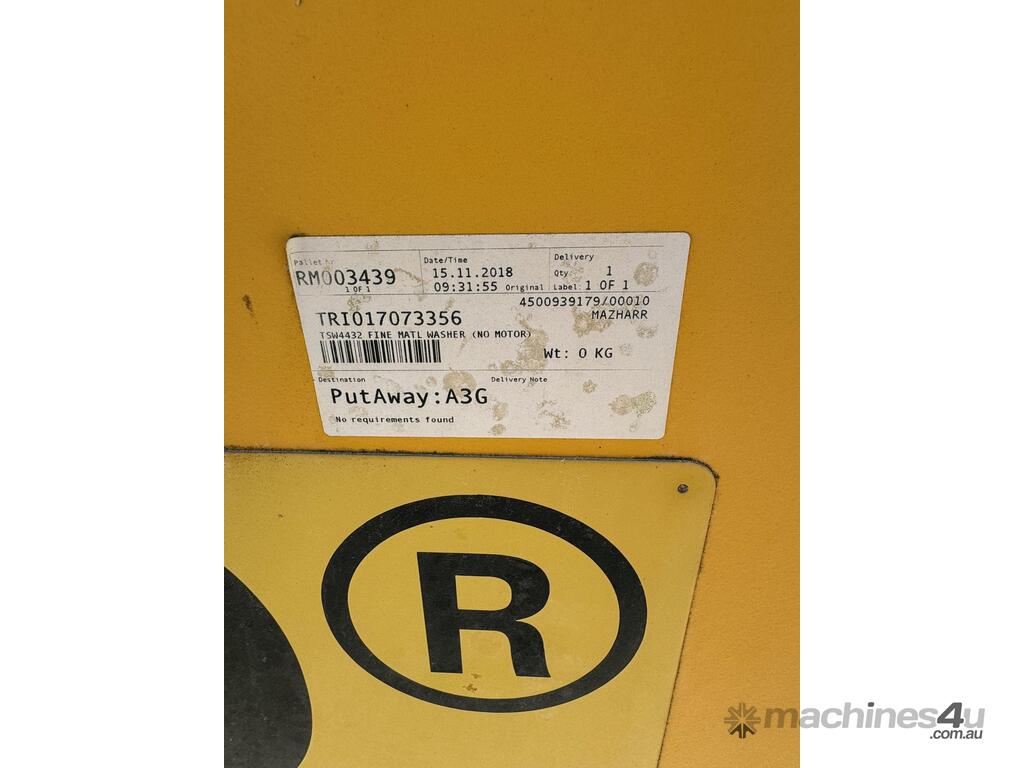 Pallet Nr
RM003439
1 OF 1
Date/Time
15.11.2018
09:31:55 Original
Delivery
Qty: 1
Label: 1 OF 1
4500939179/00010
MAZHARR
TRI017073356
TSW4432 FINE MATL WASHER (NO MOTOR)
Wt: 0 KG
Destination
Delivery Note
PutAway:A3G
No requirements found
R
machines4u
.com.au